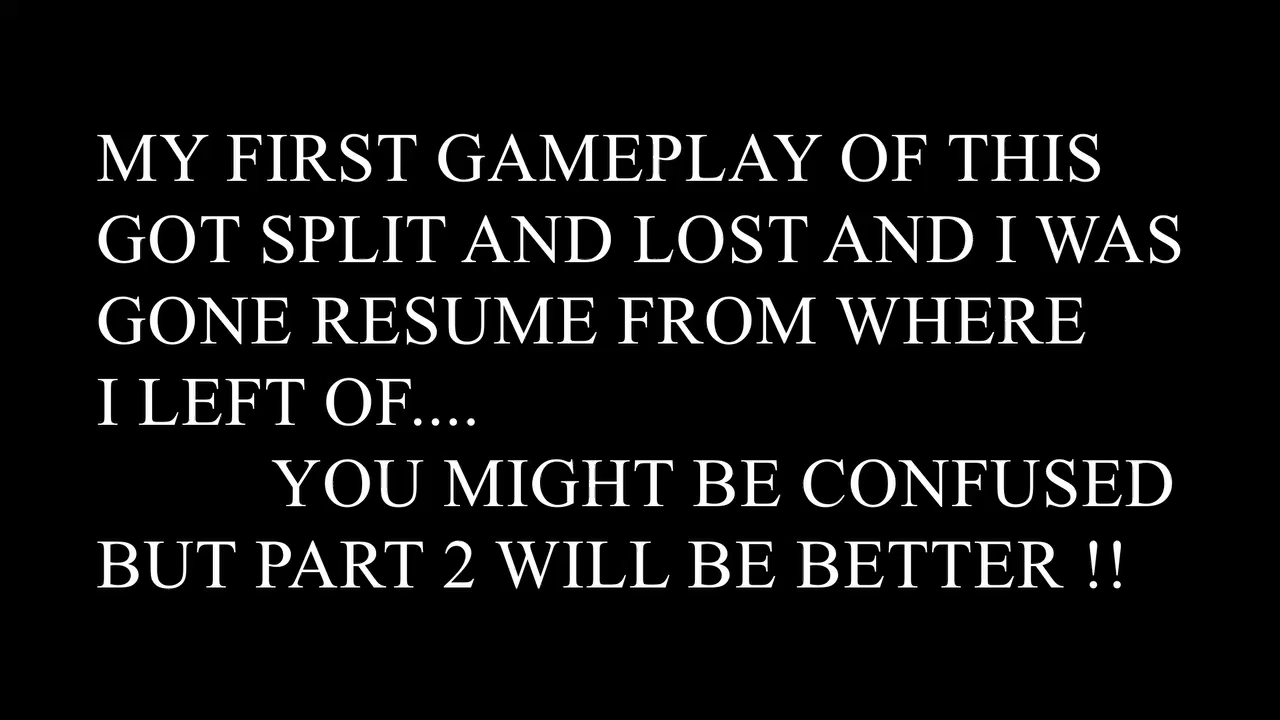 MY FIRST GAMEPLAY OF THIS
GOT SPLIT AND LOST AND I WAS
GONE RESUME FROM WHERE
I LEFT OF....
YOU MIGHT BE CONFUSED
BUT PART 2 WILL BE BETTER !!